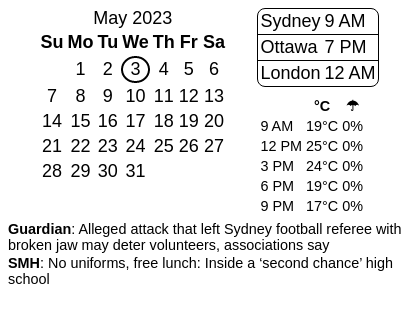 May 2023
Su Mo Tu We Th Fr Sa
1 2 3 4 5 6
7 8 9 10 11 12 13
14 15 16 17 18 19 20
21 22 23 24 25 26 27
28 29 30 31
Sydney 9 AM
Ottawa 7 PM
London 12 AM
°C ☂
9 AM 19°C 0%
12 PM 25°C 0%
3 PM 24°C 0%
6 PM 19°C 0%
9 PM 17°C 0%
Guardian: Alleged attack that left Sydney football referee with
broken jaw may deter volunteers, associations say
SMH: No uniforms, free lunch: Inside a ‘second chance’ high
school